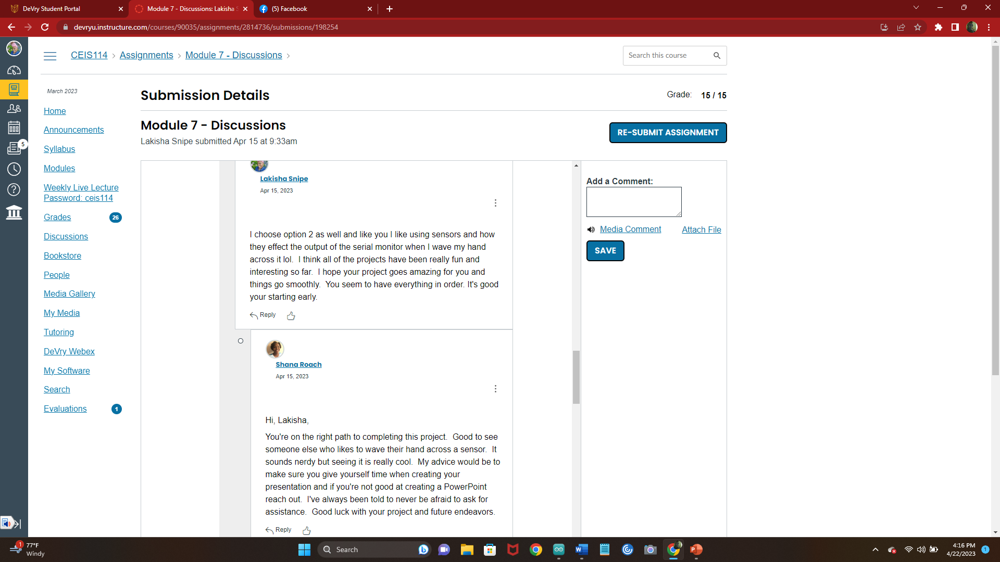 DeVry Student Portal
Module 7 - Discussions: Lakisha S
(5) Facebook
devryu.instructure.com/courses/90035/assignments/2814736/submissions/198254
CEIS114 > Assignments > Module 7 - Discussions >
Search this course
March 2023
Home
Announcements
Syllabus
Modules
Weekly Live Lecture
Password: ceis114
Grades 26
Discussions
Bookstore
People
Media Gallery
My Media
Tutoring
DeVry Webex
My Software
Search
Evaluations 1
5
Submission Details
Grade: 15 / 15
Module 7 - Discussions
Lakisha Snipe submitted Apr 15 at 9:33am
RE-SUBMIT ASSIGNMENT
Lakisha Snipe
Apr 15, 2023
I choose option 2 as well and like you I like using sensors and how
they effect the output of the serial monitor when I wave my hand
across it lol.  I think all of the projects have been really fun and
interesting so far.  I hope your project goes amazing for you and
things go smoothly.  You seem to have everything in order. It's good
your starting early.
Reply
Shana Roach
Apr 15, 2023
Hi, Lakisha,
You're on the right path to completing this project.  Good to see
someone else who likes to wave their hand across a sensor.  It
sounds nerdy but seeing it is really cool.  My advice would be to
make sure you give yourself time when creating your
presentation and if you're not good at creating a PowerPoint
reach out.  I've always been told to never be afraid to ask for
assistance.  Good luck with your project and future endeavors.
Reply
Add a Comment:
Media Comment
Attach File
SAVE
1
77°F
Windy
Search
4:16 PM
4/22/2023
1